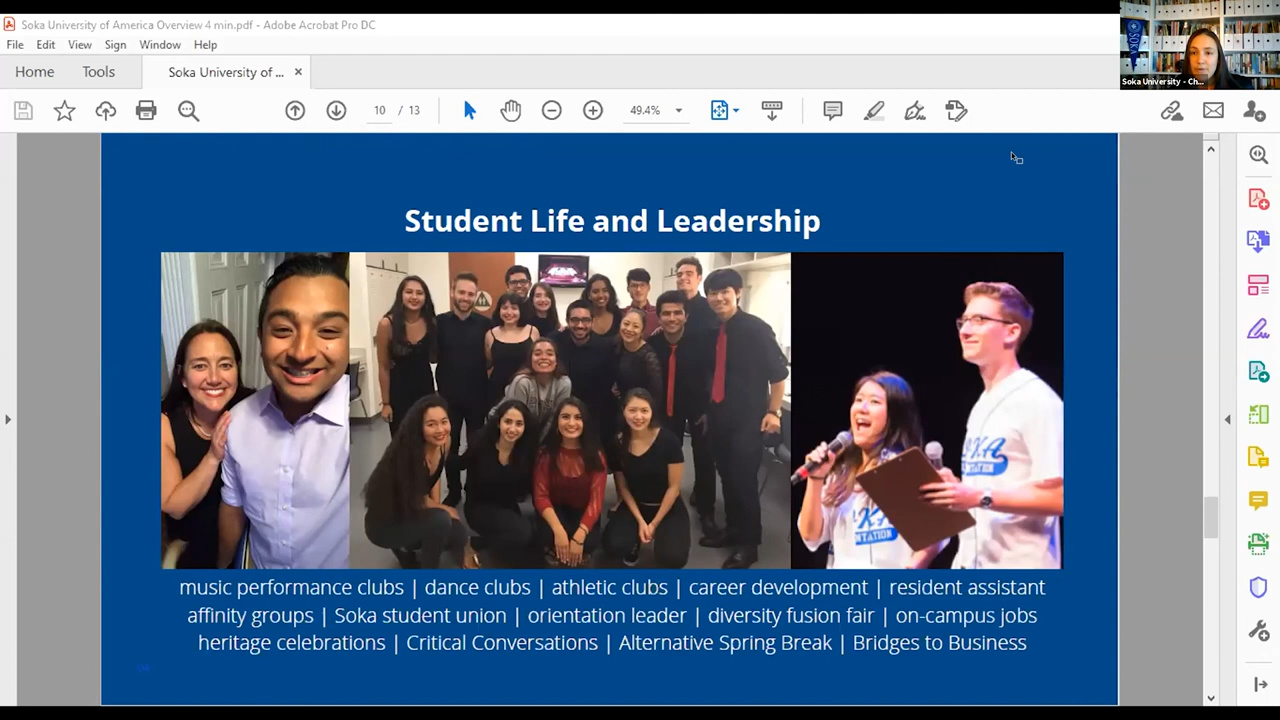 Soka University of America Overview 4 min.pdf - Adobe Acrobat Pro DC
File Edit View Sign Window Help
Home Tools Soka University of ... ×
10 / 13 49.4%
SOKA
Soka University - Ch...
Student Life and Leadership
music performance clubs | dance clubs | athletic clubs | career development | resident assistant
affinity groups | Soka student union | orientation leader | diversity fusion fair | on-campus jobs
heritage celebrations | Critical Conversations | Alternative Spring Break | Bridges to Business